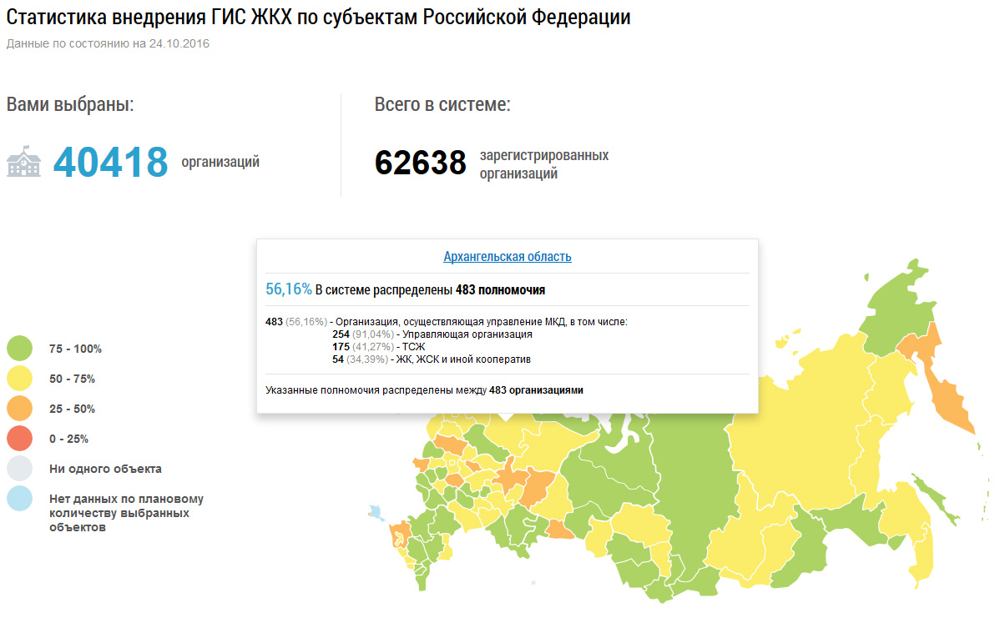 Статистика внедрения ГИС ЖКХ по субъектам Российской Федерации
Данные по состоянию на 24.10.2016
Вами выбраны:
40418 организаций
Всего в системе:
62638 зарегистрированных
организаций
Архангельская область
56,16% В системе распределены 483 полномочия
483 (56,16%) - Организация, осуществляющая управление МКД, в том числе:
254 (91,04%) - Управляющая организация
175 (41,27%) - ТСЖ
54 (34,39%) - ЖК, ЖСК и иной кооператив
Указанные полномочия распределены между 483 организациями
75 - 100%
50 - 75%
25 - 50%
0 - 25%
Ни одного объекта
Нет данных по плановому
количеству выбранных
объектов